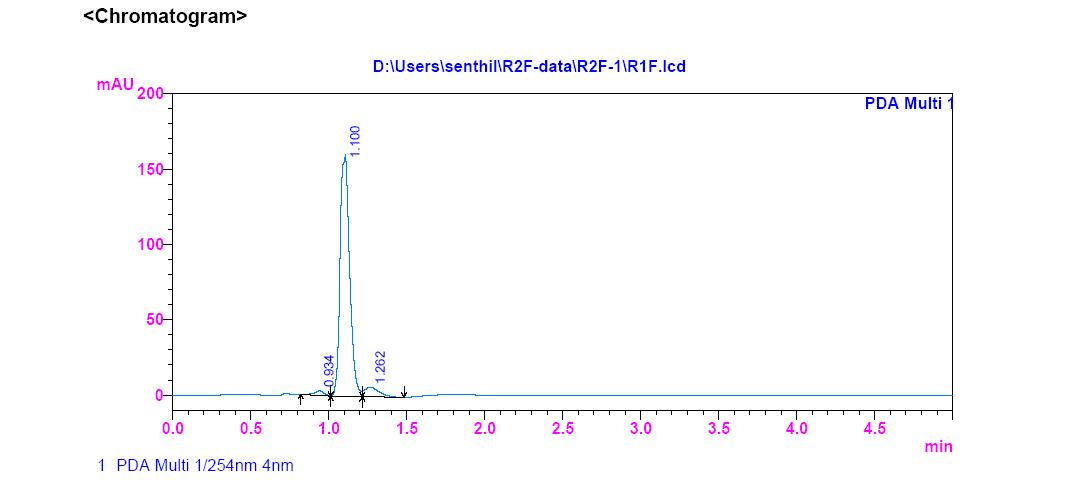 <Chromatogram>
D:\Users\senthil\R2F-data\R2F-1\R1F.lcd
mAU
200
PDA Multi 1
1.100
150
100
50
0.934
1.262
0
0.0 0.5 1.0 1.5 2.0 2.5 3.0 3.5 4.0 4.5
min
1 PDA Multi 1/254nm 4nm